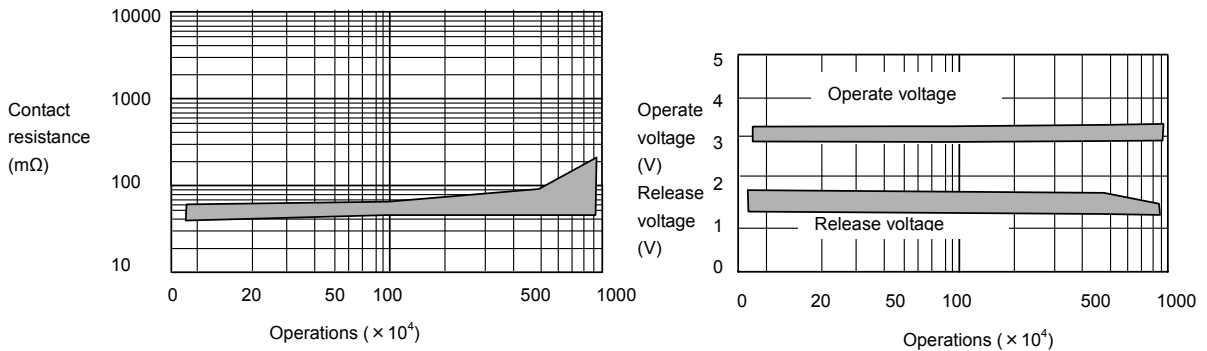 10000
1000
100
10
Contact
resistance
(mΩ)
0 20 50 100 500 1000
Operations ( × 10⁴)
5
4
3
2
1
0
Operate
voltage
(V)
Release
voltage
(V)
Operate voltage
Release voltage
0 20 50 100 500 1000
Operations ( × 10⁴)